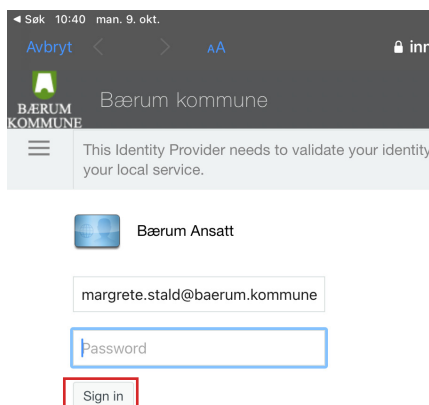 ◀ Søk 10:40 man. 9. okt.
Avbryt < > AA inn
BÆRUM
KOMMUNE
Bærum kommune
This Identity Provider needs to validate your identity
your local service.
Bærum Ansatt
margrete.stald@baerum.kommune
Password
Sign in